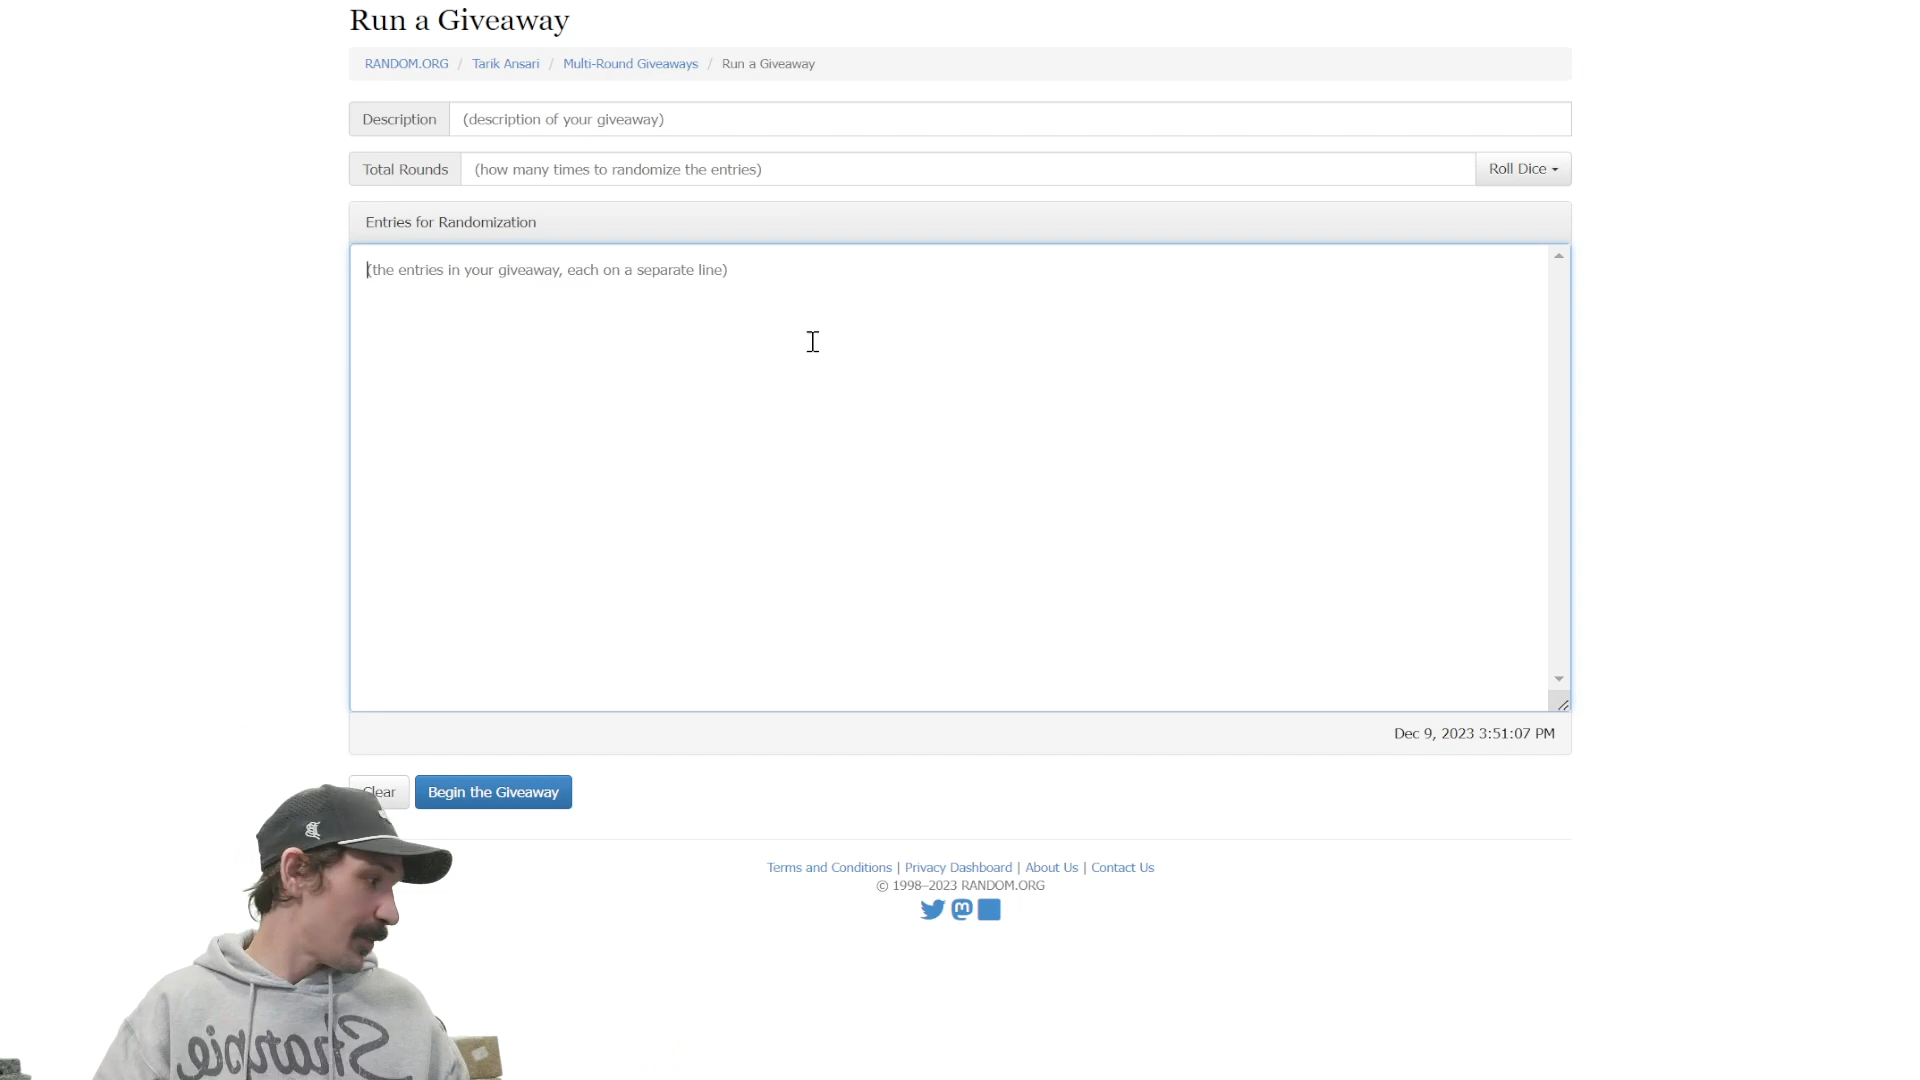 Run a Giveaway
RANDOM.ORG / Tarik Ansari / Multi-Round Giveaways / Run a Giveaway
Description (description of your giveaway)
Total Rounds (how many times to randomize the entries) Roll Dice
Entries for Randomization
(the entries in your giveaway, each on a separate line)
Dec 9, 2023 3:51:07 PM
Clear Begin the Giveaway
Terms and Conditions | Privacy Dashboard | About Us | Contact Us
© 1998–2023 RANDOM.ORG
Sharpie